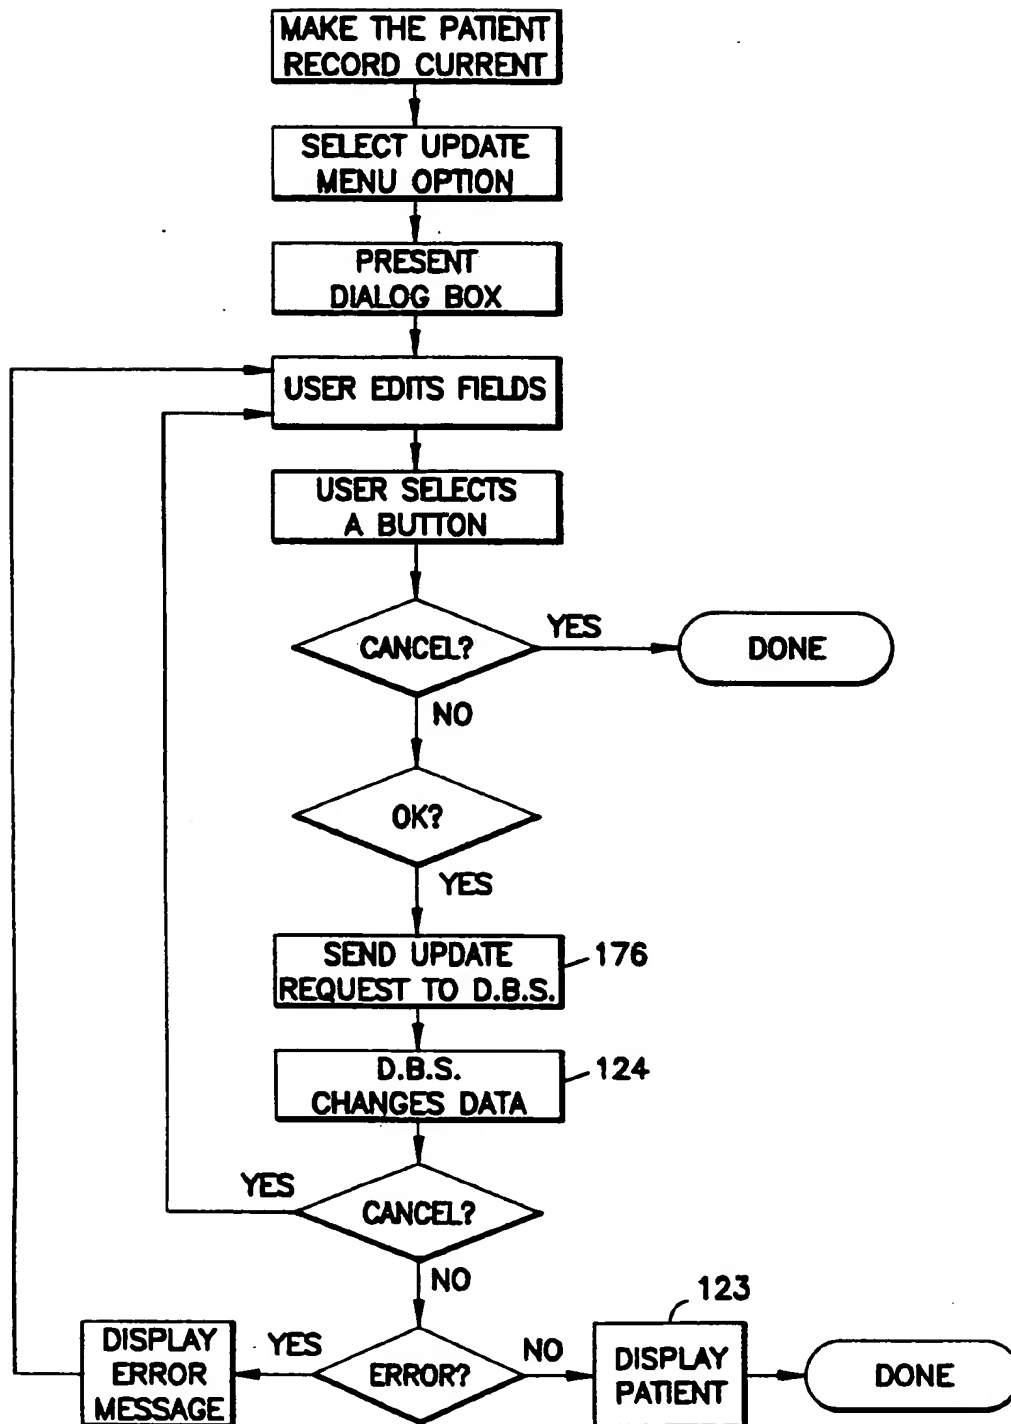 MAKE THE PATIENT
RECORD CURRENT
SELECT UPDATE
MENU OPTION
PRESENT
DIALOG BOX
USER EDITS FIELDS
USER SELECTS
A BUTTON
CANCEL?
YES
DONE
NO
OK?
YES
SEND UPDATE
REQUEST TO D.B.S.
176
D.B.S.
CHANGES DATA
124
YES
CANCEL?
NO
123
DISPLAY
ERROR
MESSAGE
YES
ERROR?
NO
DISPLAY
PATIENT
DONE